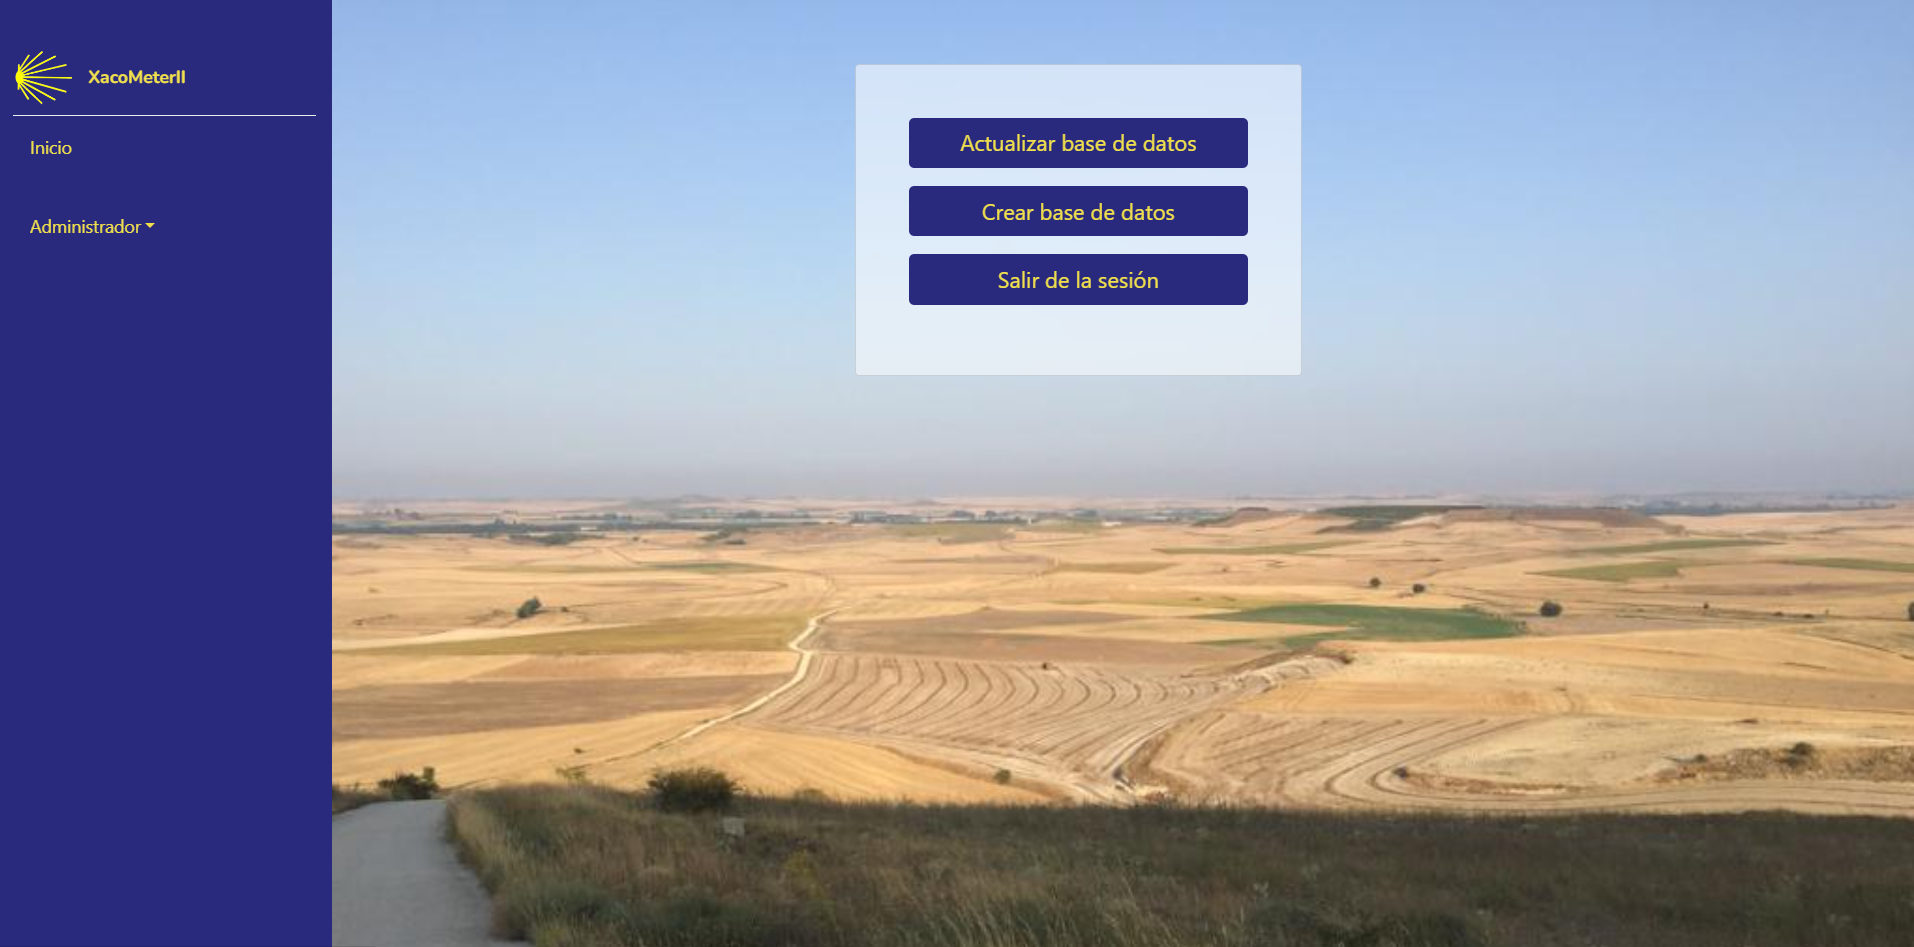 XacoMeterII
Inicio
Administrador
Actualizar base de datos
Crear base de datos
Salir de la sesión